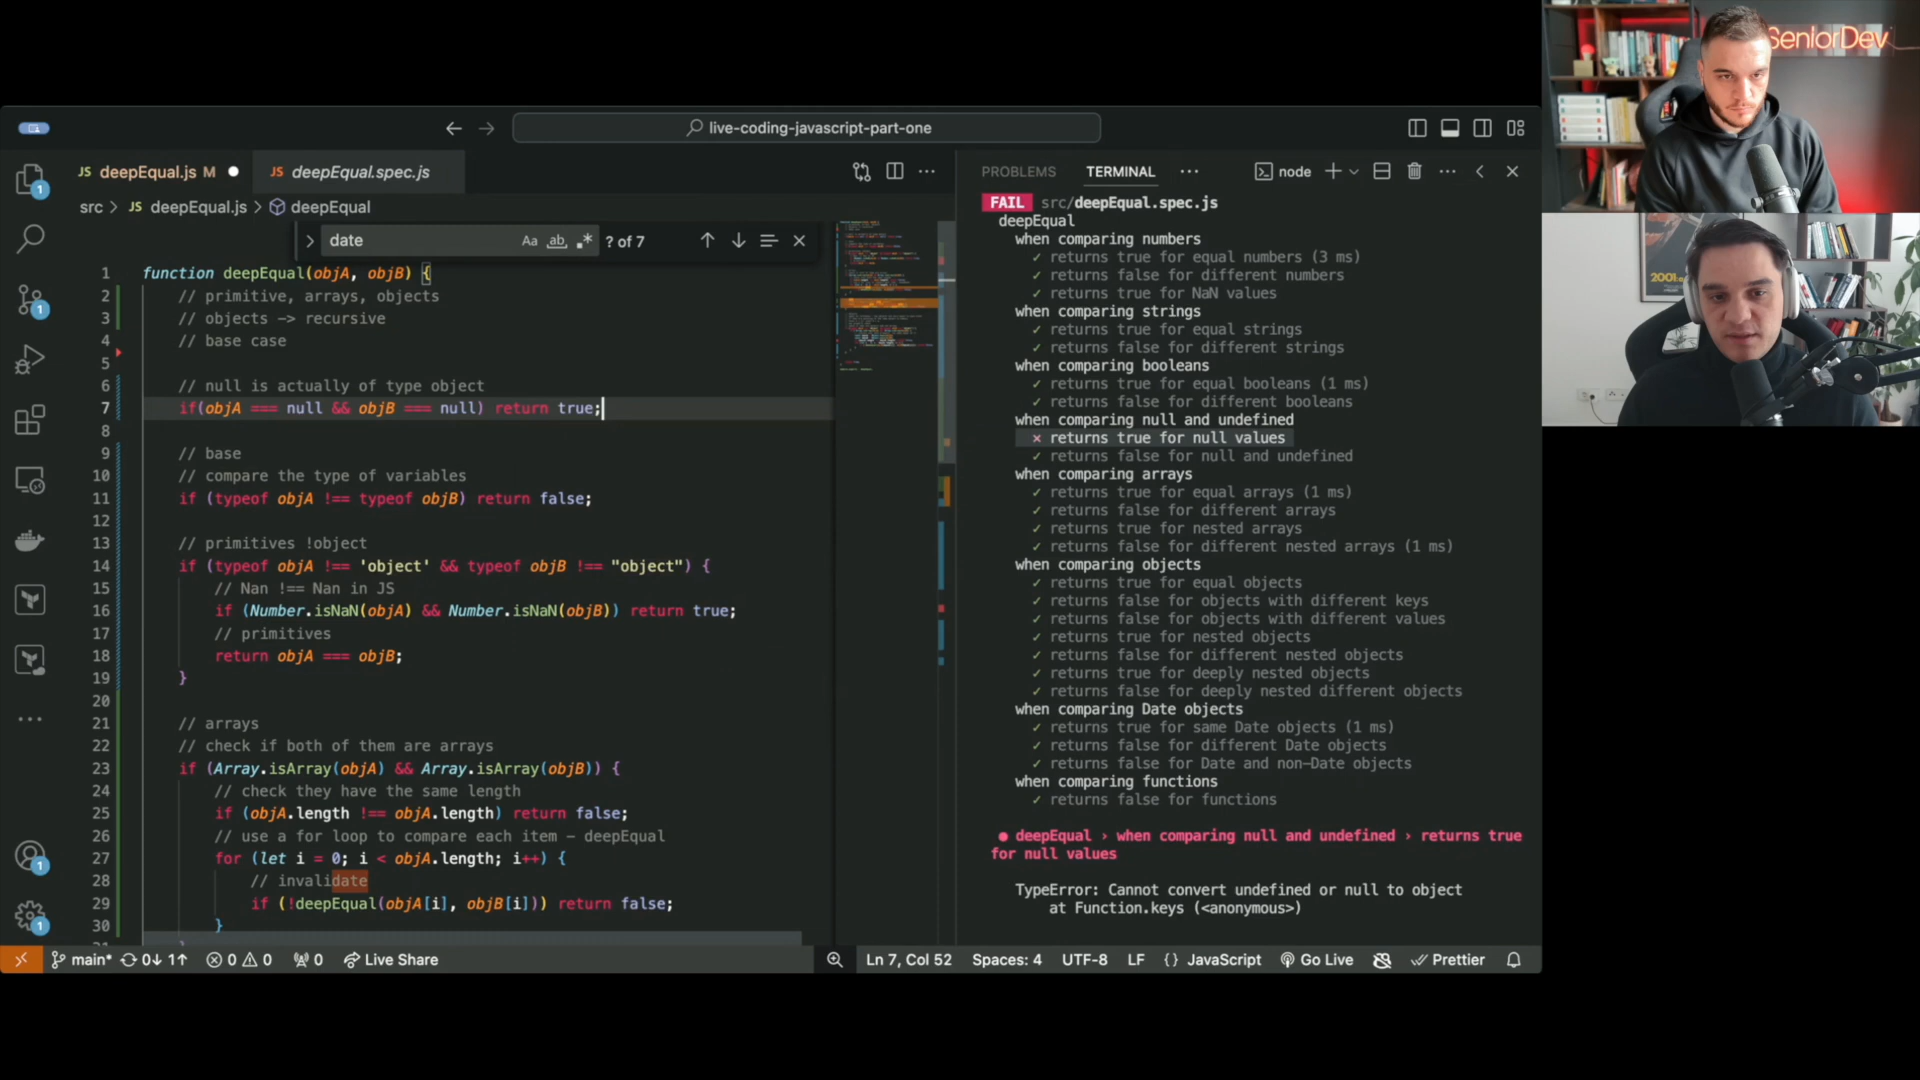 SeniorDev
2001:
live-coding-javascript-part-one
JS deepEqual.js M
JS deepEqual.spec.js
src > JS deepEqual.js > deepEqual
date
Aa ab .* ? of 7
1 function deepEqual(objA, objB) {
2 // primitive, arrays, objects
3 // objects -> recursive
4 // base case
5
6 // null is actually of type object
7 if(objA === null && objB === null) return true;
8
9 // base
10 // compare the type of variables
11 if (typeof objA !== typeof objB) return false;
12
13 // primitives !object
14 if (typeof objA !== 'object' && typeof objB !== "object") {
15 // Nan !== Nan in JS
16 if (Number.isNaN(objA) && Number.isNaN(objB)) return true;
17 // primitives
18 return objA === objB;
19 }
20
21 // arrays
22 // check if both of them are arrays
23 if (Array.isArray(objA) && Array.isArray(objB)) {
24 // check they have the same length
25 if (objA.length !== objA.length) return false;
26 // use a for loop to compare each item - deepEqual
27 for (let i = 0; i < objA.length; i++) {
28 // invalidate
29 if (!deepEqual(objA[i], objB[i])) return false;
30 }
PROBLEMS TERMINAL ... node
FAIL src/deepEqual.spec.js
deepEqual
when comparing numbers
✓ returns true for equal numbers (3 ms)
✓ returns false for different numbers
✓ returns true for NaN values
when comparing strings
✓ returns true for equal strings
✓ returns false for different strings
when comparing booleans
✓ returns true for equal booleans (1 ms)
✓ returns false for different booleans
when comparing null and undefined
✕ returns true for null values
✓ returns false for null and undefined
when comparing arrays
✓ returns true for equal arrays (1 ms)
✓ returns false for different arrays
✓ returns true for nested arrays
✓ returns false for different nested arrays (1 ms)
when comparing objects
✓ returns true for equal objects
✓ returns false for objects with different keys
✓ returns false for objects with different values
✓ returns true for nested objects
✓ returns false for different nested objects
✓ returns true for deeply nested objects
✓ returns false for deeply nested different objects
when comparing Date objects
✓ returns true for same Date objects (1 ms)
✓ returns false for different Date objects
✓ returns false for Date and non-Date objects
when comparing functions
✓ returns false for functions
● deepEqual › when comparing null and undefined › returns true
for null values
TypeError: Cannot convert undefined or null to object
at Function.keys (<anonymous>)
1
1
1
1
main* 0↓ 1↑ 0 0 0 Live Share
Ln 7, Col 52 Spaces: 4 UTF-8 LF {} JavaScript Go Live Prettier